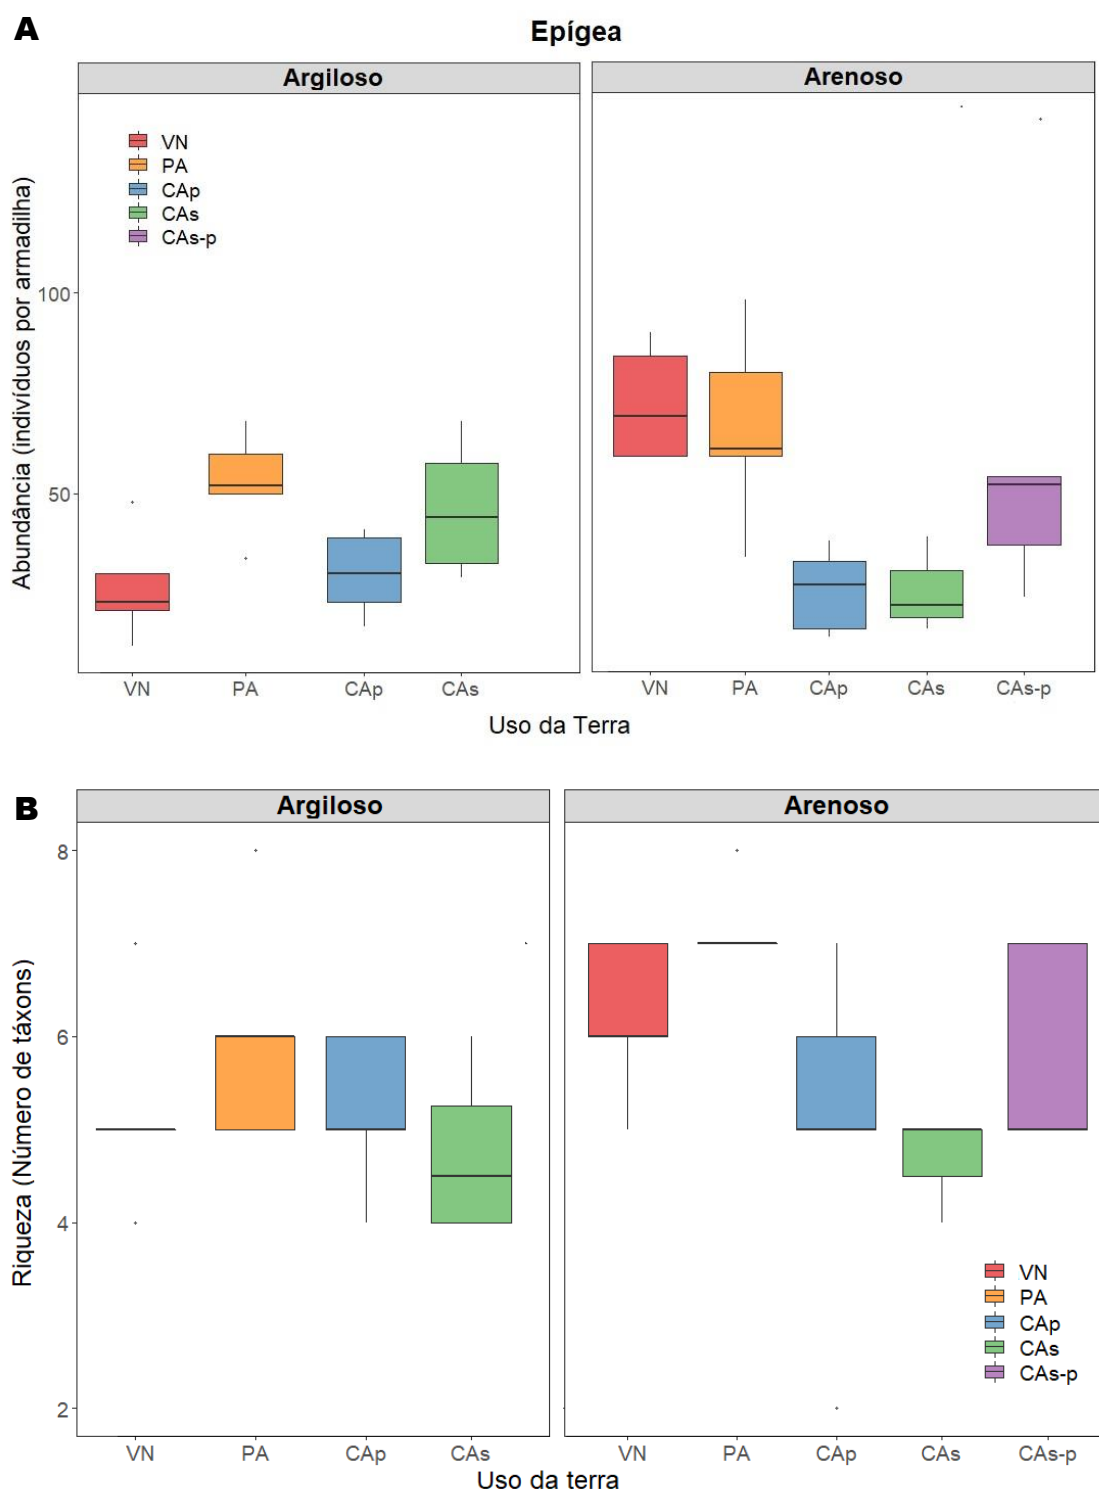 A
Epígea
Argiloso
Arenoso
VN
PA
CAp
CAs
CAs-p
Abundância (indivíduos por armadilha)
100
50
VN PA CAp CAs
VN PA CAp CAs CAs-p
Uso da Terra
B
Argiloso
Arenoso
Riqueza (Número de táxons)
8
6
4
2
VN
PA
CAp
CAs
CAs-p
VN PA CAp CAs
VN PA CAp CAs CAs-p
Uso da terra